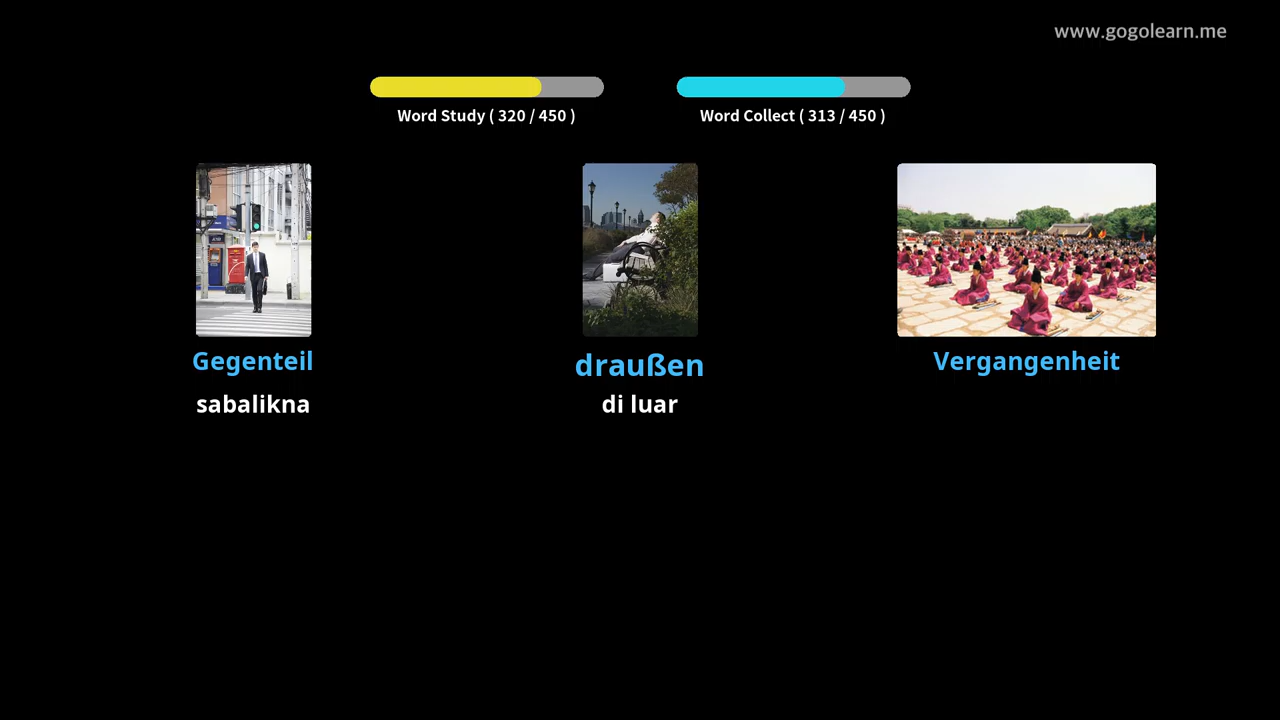 www.gogolearn.me
Word Study ( 320 / 450 )
Word Collect ( 313 / 450 )
Gegenteil
sabalikna
draußen
di luar
Vergangenheit